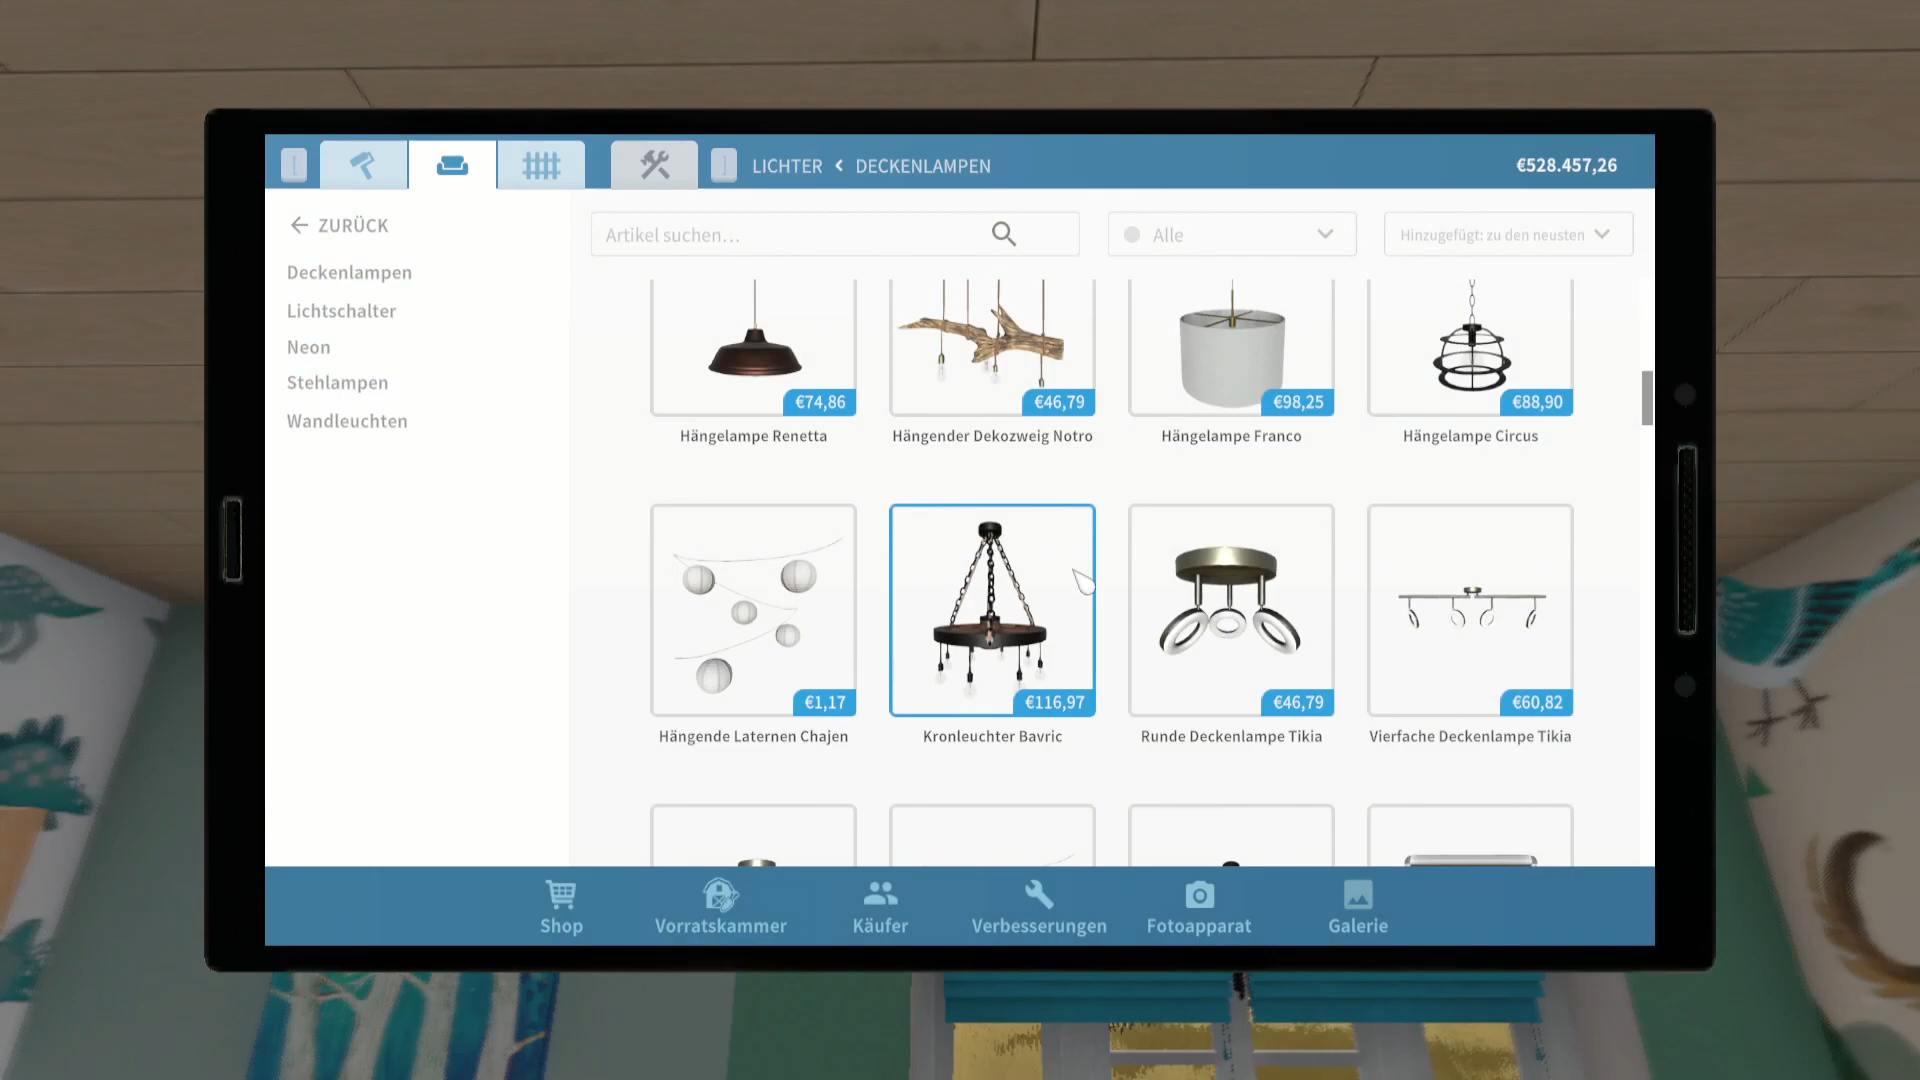 LICHTER < DECKENLAMPEN
€528.457,26
ZURÜCK
Artikel suchen...
Alle
Hinzugefügt: zu den neusten
Deckenlampen
Lichtschalter
Neon
Stehlampen
Wandleuchten
€74,86
€46,79
€98,25
€88,90
Hängelampe Renetta
Hängender Dekozweig Notro
Hängelampe Franco
Hängelampe Circus
€1,17
€116,97
€46,79
€60,82
Hängende Laternen Chajen
Kronleuchter Bavric
Runde Deckenlampe Tikia
Vierfache Deckenlampe Tikia
Shop
Vorratskammer
Käufer
Verbesserungen
Fotoapparat
Galerie